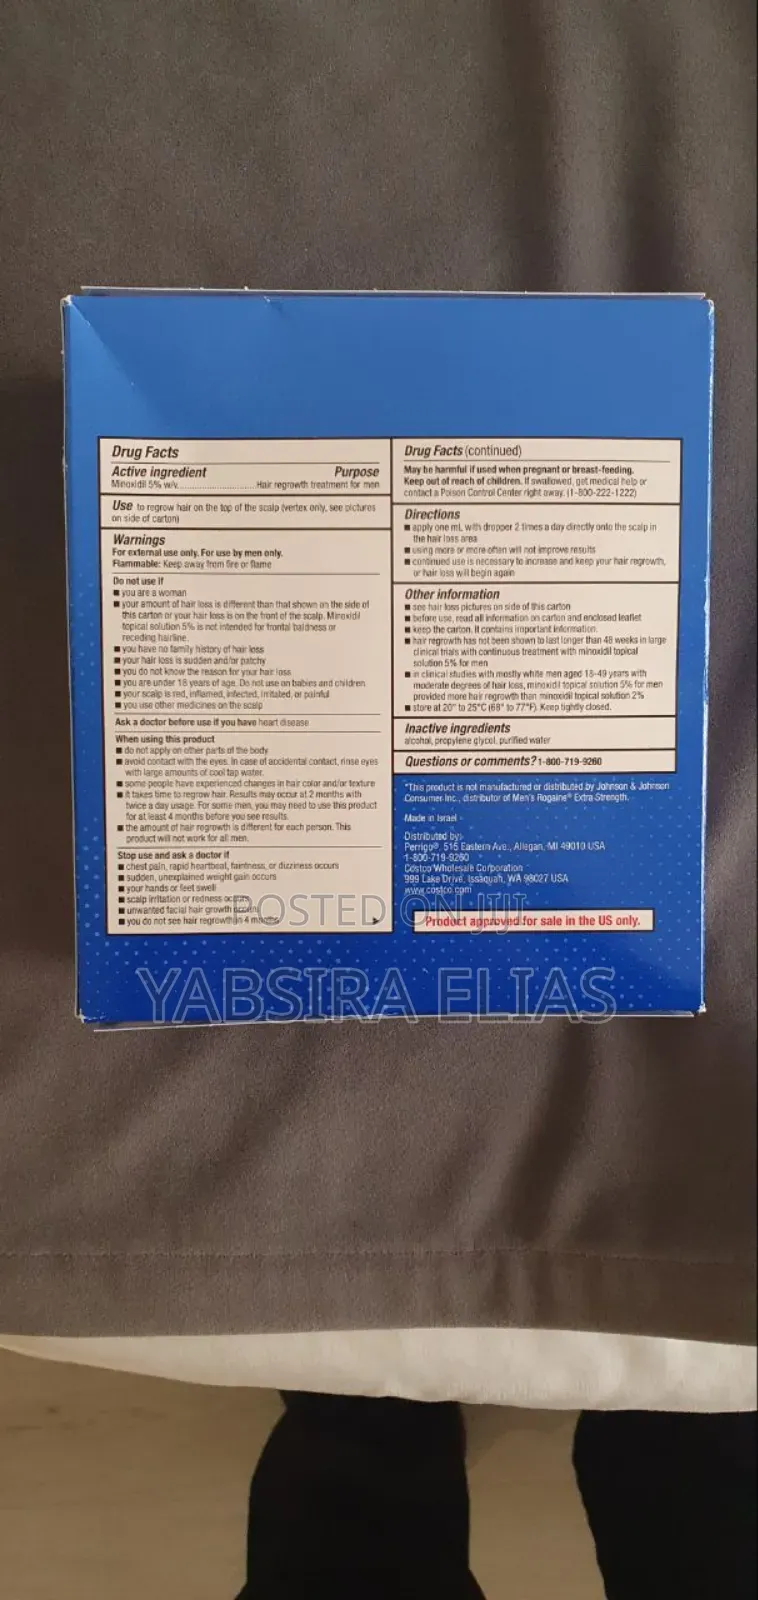 Drug Facts
Active ingredient Purpose
Minoxidil 5% w/v..............................Hair regrowth treatment for men
Use to regrow hair on the top of the scalp (vertex only, see pictures
on side of carton)
Warnings
For external use only. For use by men only.
Flammable: Keep away from fire or flame
Do not use if
■ you are a woman
■ your amount of hair loss is different than that shown on the side of
this carton or your hair loss is on the front of the scalp. Minoxidil
topical solution 5% is not intended for frontal baldness or
receding hairline.
■ you have no family history of hair loss
■ your hair loss is sudden and/or patchy
■ you do not know the reason for your hair loss
■ you are under 18 years of age. Do not use on babies and children.
■ your scalp is red, inflamed, infected, irritated, or painful
■ you use other medicines on the scalp
Ask a doctor before use if you have heart disease
When using this product
■ do not apply on other parts of the body
■ avoid contact with the eyes. In case of accidental contact, rinse eyes
with large amounts of cool tap water.
■ some people have experienced changes in hair color and/or texture
■ it takes time to regrow hair. Results may occur at 2 months with
twice a day usage. For some men, you may need to use this product
for at least 4 months before you see results.
■ the amount of hair regrowth is different for each person. This
product will not work for all men.
Stop use and ask a doctor if
■ chest pain, rapid heartbeat, faintness, or dizziness occurs
■ sudden, unexplained weight gain occurs
■ your hands or feet swell
■ scalp irritation or redness occurs
■ unwanted facial hair growth occurs
■ you do not see hair regrowth in 4 months
Drug Facts (continued)
May be harmful if used when pregnant or breast-feeding.
Keep out of reach of children. If swallowed, get medical help or
contact a Poison Control Center right away. (1-800-222-1222)
Directions
■ apply one mL with dropper 2 times a day directly onto the scalp in
the hair loss area
■ using more or more often will not improve results
■ continued use is necessary to increase and keep your hair regrowth,
or hair loss will begin again
Other information
■ see hair loss pictures on side of this carton
■ before use, read all information on carton and enclosed leaflet
■ keep the carton. It contains important information.
■ hair regrowth has not been shown to last longer than 48 weeks in large
clinical trials with continuous treatment with minoxidil topical
solution 5% for men
■ in clinical studies with mostly white men aged 18-49 years with
moderate degrees of hair loss, minoxidil topical solution 5% for men
provided more hair regrowth than minoxidil topical solution 2%
■ store at 20° to 25°C (68° to 77°F). Keep tightly closed.
Inactive ingredients
alcohol, propylene glycol, purified water
Questions or comments? 1-800-719-9260
*This product is not manufactured or distributed by Johnson & Johnson
Consumer Inc., distributor of Men's Rogaine® Extra Strength.
Made in Israel
Distributed by:
Perrigo®, 515 Eastern Ave., Allegan, MI 49010 USA
1-800-719-9260
Costco Wholesale Corporation
999 Lake Drive, Issaquah, WA 98027 USA
www.costco.com
Product approved for sale in the US only.
POSTED ON JIJI
YABSIRA ELIAS